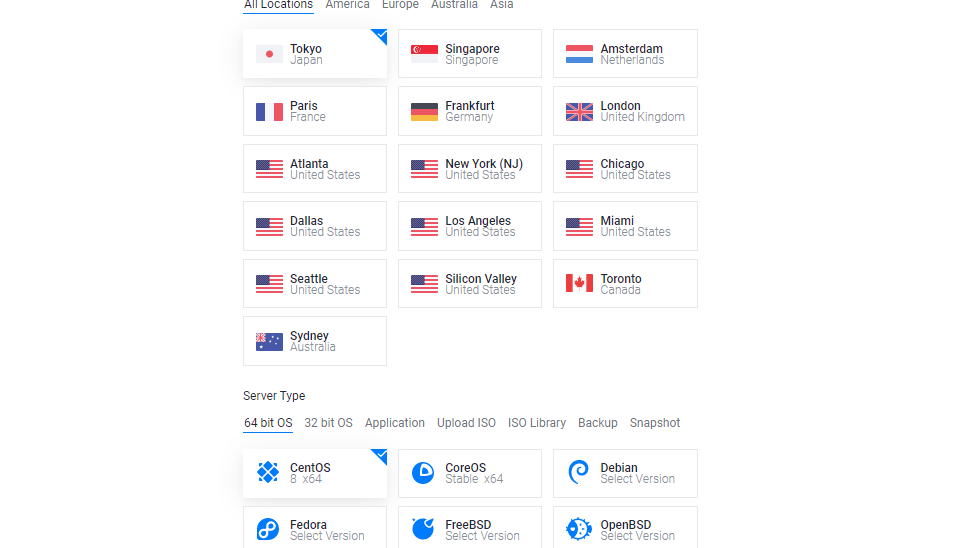 All Locations America Europe Australia Asia
Tokyo Singapore Amsterdam
Japan Singapore Netherlands
Paris Frankfurt London
France Germany United Kingdom
Atlanta New York (NJ) Chicago
United States United States United States
Dallas Los Angeles Miami
United States United States United States
Seattle Silicon Valley Toronto
United States United States Canada
Sydney
Australia
Server Type
64 bit OS 32 bit OS Application Upload ISO ISO Library Backup Snapshot
CentOS CoreOS Debian
8 x64 Stable x64 Select Version
Fedora FreeBSD OpenBSD
Select Version Select Version Select Version